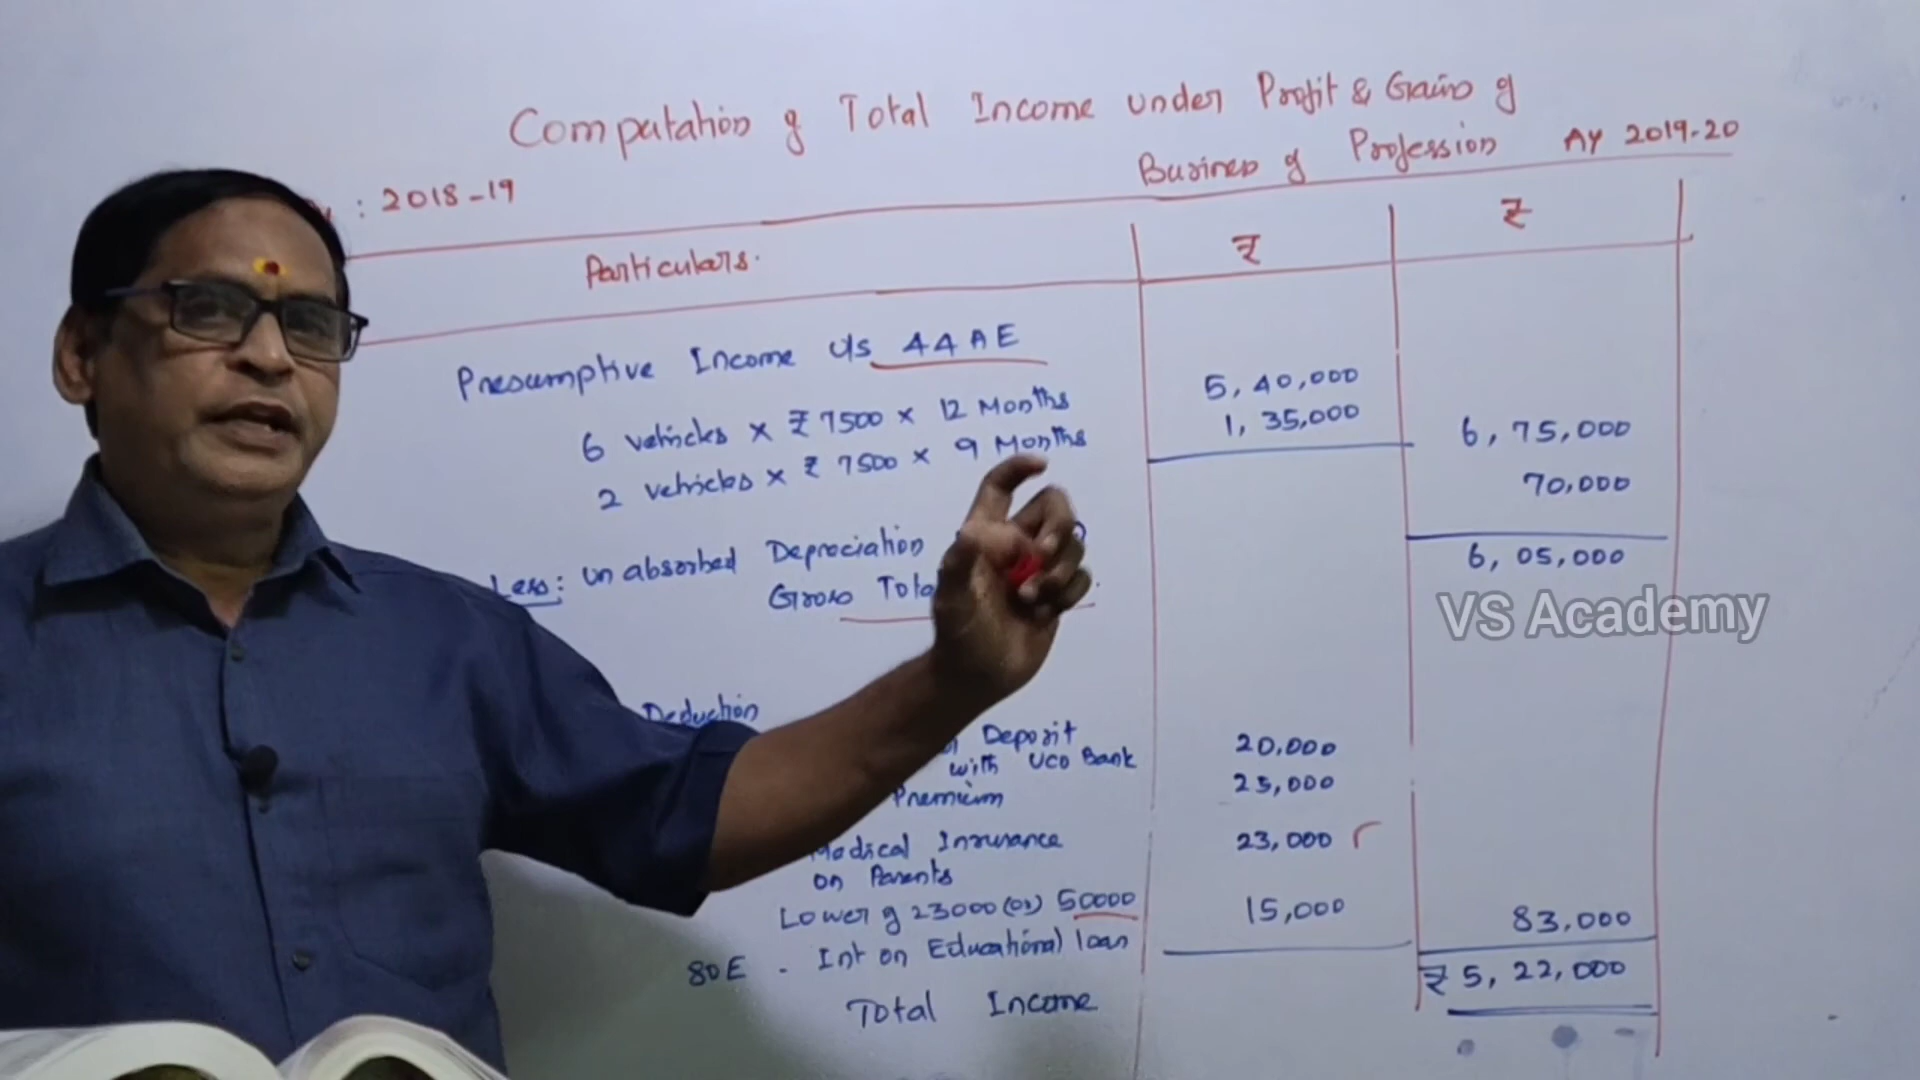 Computation of Total Income under Profit & Gains of
Business of Profession AY 2019-20
: 2018-19
Particulars. ₹ ₹
Presumptive Income U/s 44AE
6 vehicles × ₹ 7500 × 12 Months 5,40,000
2 vehicles × ₹ 7500 × 9 Months 1,35,000 6,75,000
Less: Unabsorbed Depreciation 70,000
Gross 6,05,000
VS Academy
Deduction
Deposit 20,000
with UCO Bank
Premium 25,000
Medical Insurance 23,000
on Parents
Lower of 23000 (or) 50000
80E - Int on Educational loan 15,000 83,000
Total Income ₹ 5,22,000